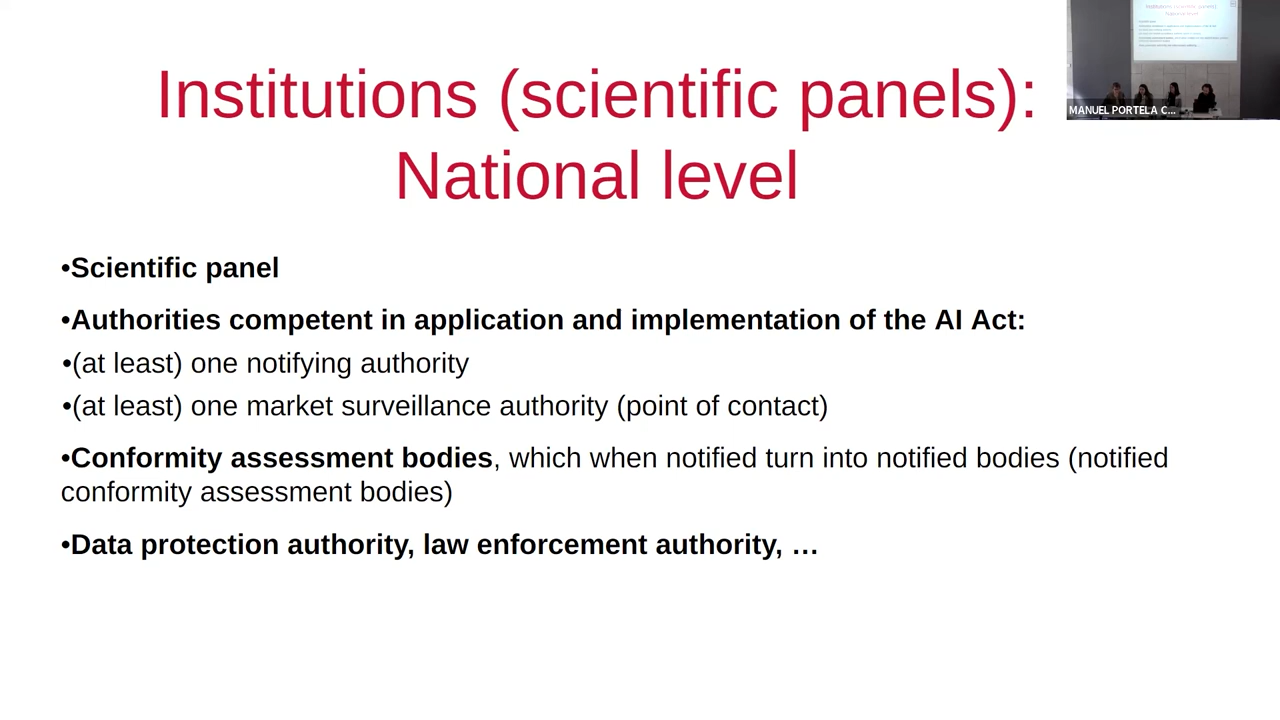 Institutions (scientific panels):
National level
MANUEL PORTELA C...
•Scientific panel
•Authorities competent in application and implementation of the AI Act:
•(at least) one notifying authority
•(at least) one market surveillance authority (point of contact)
•Conformity assessment bodies, which when notified turn into notified bodies (notified
conformity assessment bodies)
•Data protection authority, law enforcement authority, …